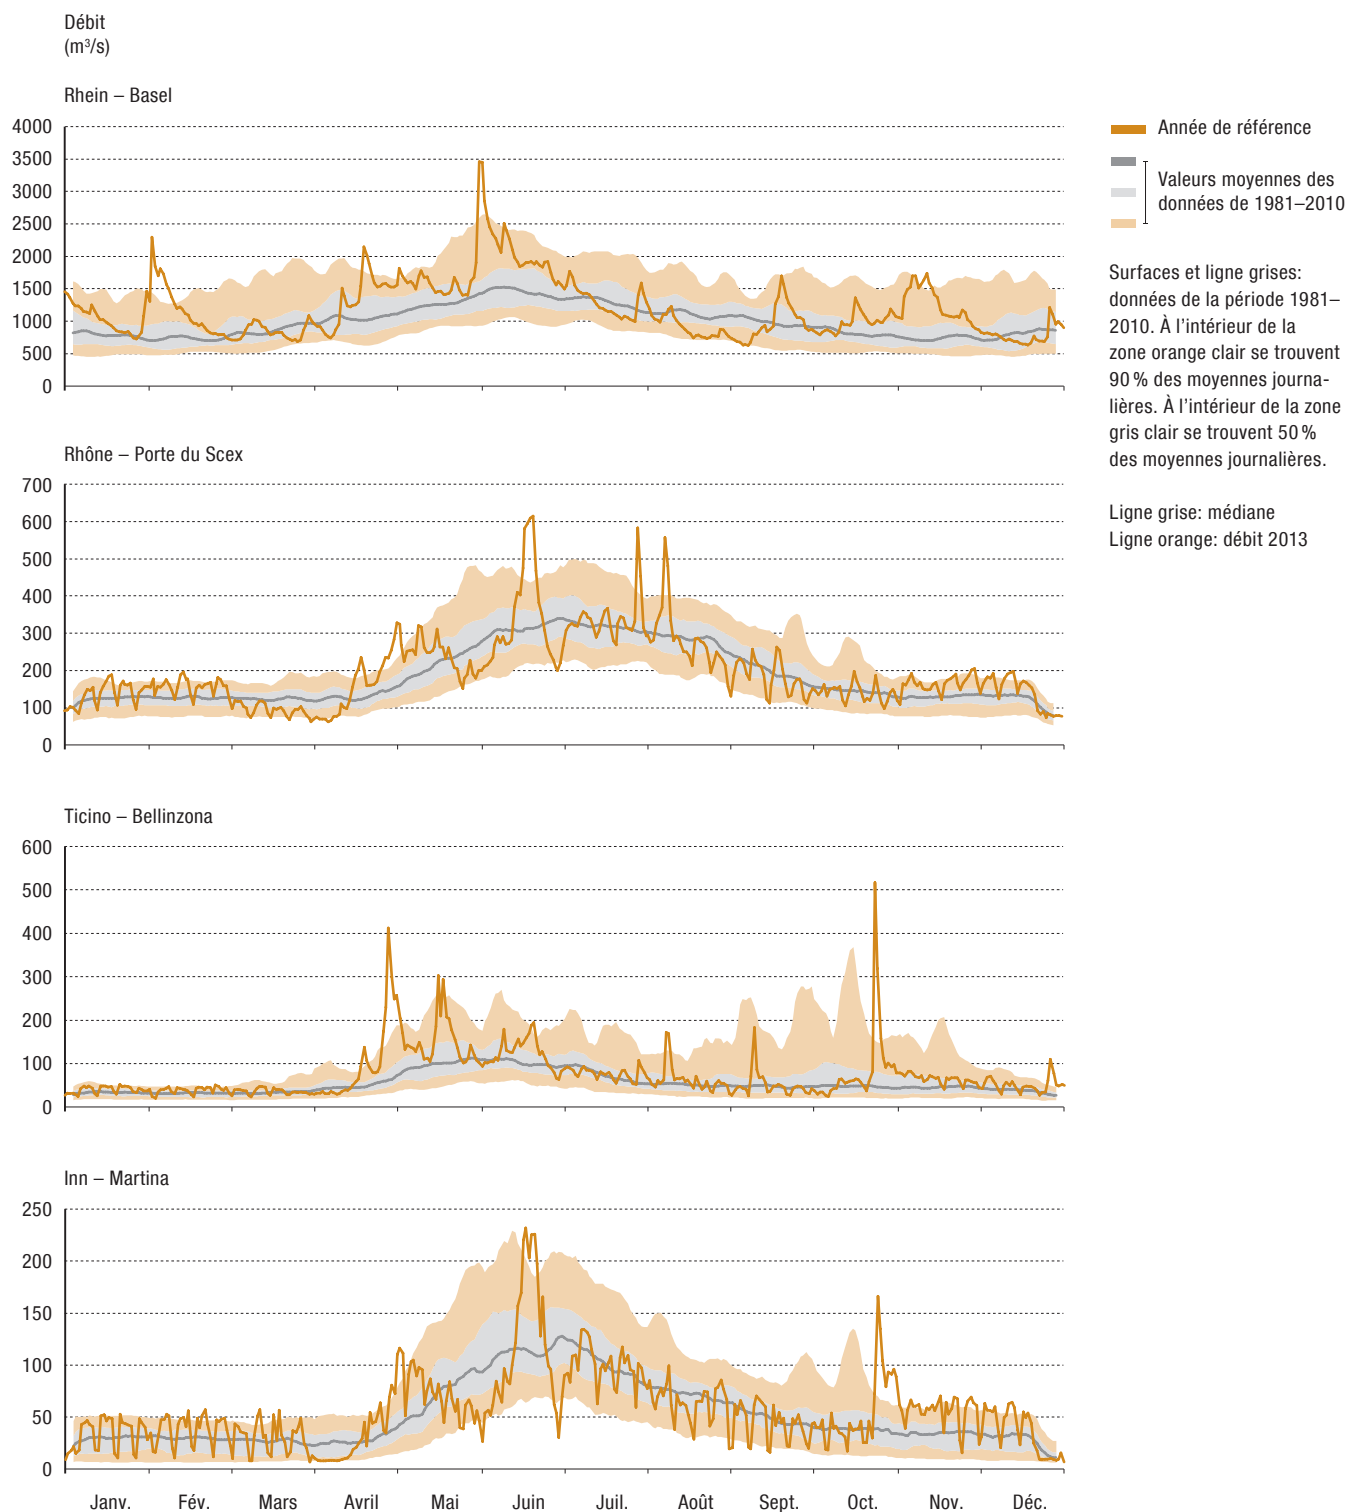 Débit
(m³/s)
Rhein – Basel
4000
3500
3000
2500
2000
1500
1000
500
0
Année de référence
Valeurs moyennes des
données de 1981–2010
Surfaces et ligne grises:
données de la période 1981–
2010. À l’intérieur de la
zone orange clair se trouvent
90 % des moyennes journa-
lières. À l’intérieur de la zone
gris clair se trouvent 50 %
des moyennes journalières.
Ligne grise: médiane
Ligne orange: débit 2013
Rhône – Porte du Scex
700
600
500
400
300
200
100
0
Ticino – Bellinzona
600
500
400
300
200
100
0
Inn – Martina
250
200
150
100
50
0
Janv. Fév. Mars Avril Mai Juin Juil. Août Sept. Oct. Nov. Déc.